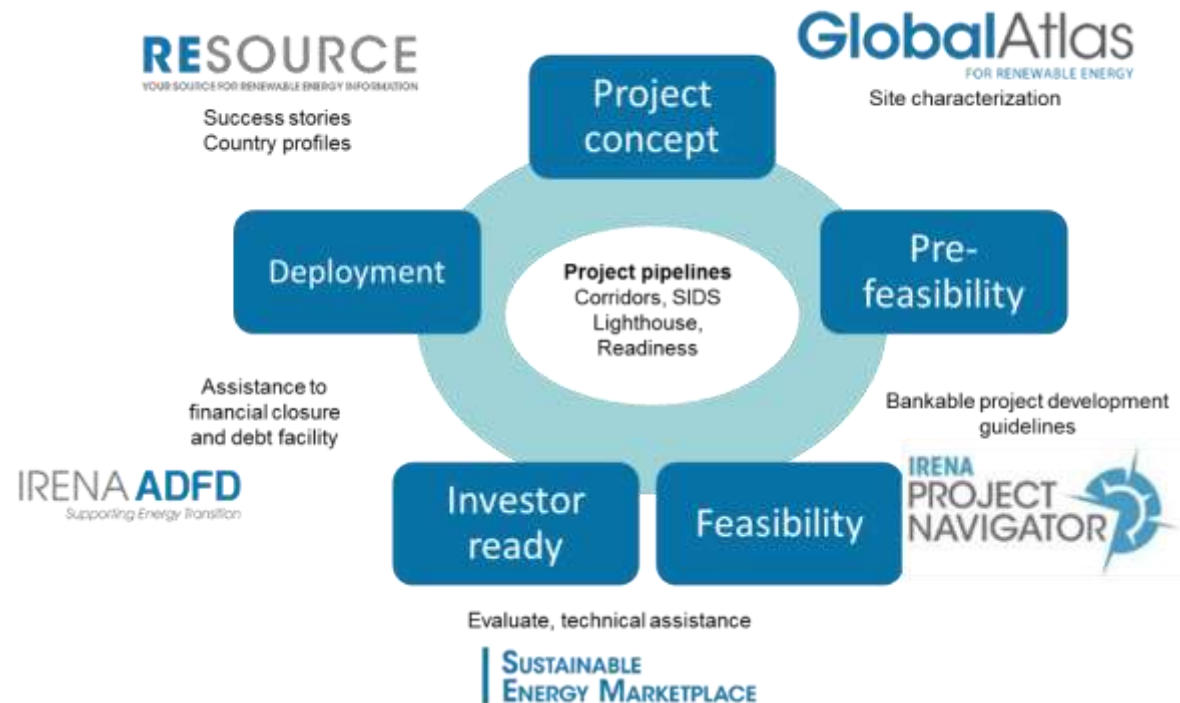 RESOURCE
YOUR SOURCE FOR RENEWABLE ENERGY INFORMATION
Success stories
Country profiles
GlobalAtlas
FOR RENEWABLE ENERGY
Site characterization
Project
concept
Deployment
Project pipelines
Corridors, SIDS
Lighthouse,
Readiness
Pre-
feasibility
Assistance to
financial closure
and debt facility
IRENA ADFD
Supporting Energy Transition
Bankable project development
guidelines
IRENA
PROJECT
NAVIGATOR
Investor
ready
Feasibility
Evaluate, technical assistance
SUSTAINABLE
ENERGY MARKETPLACE